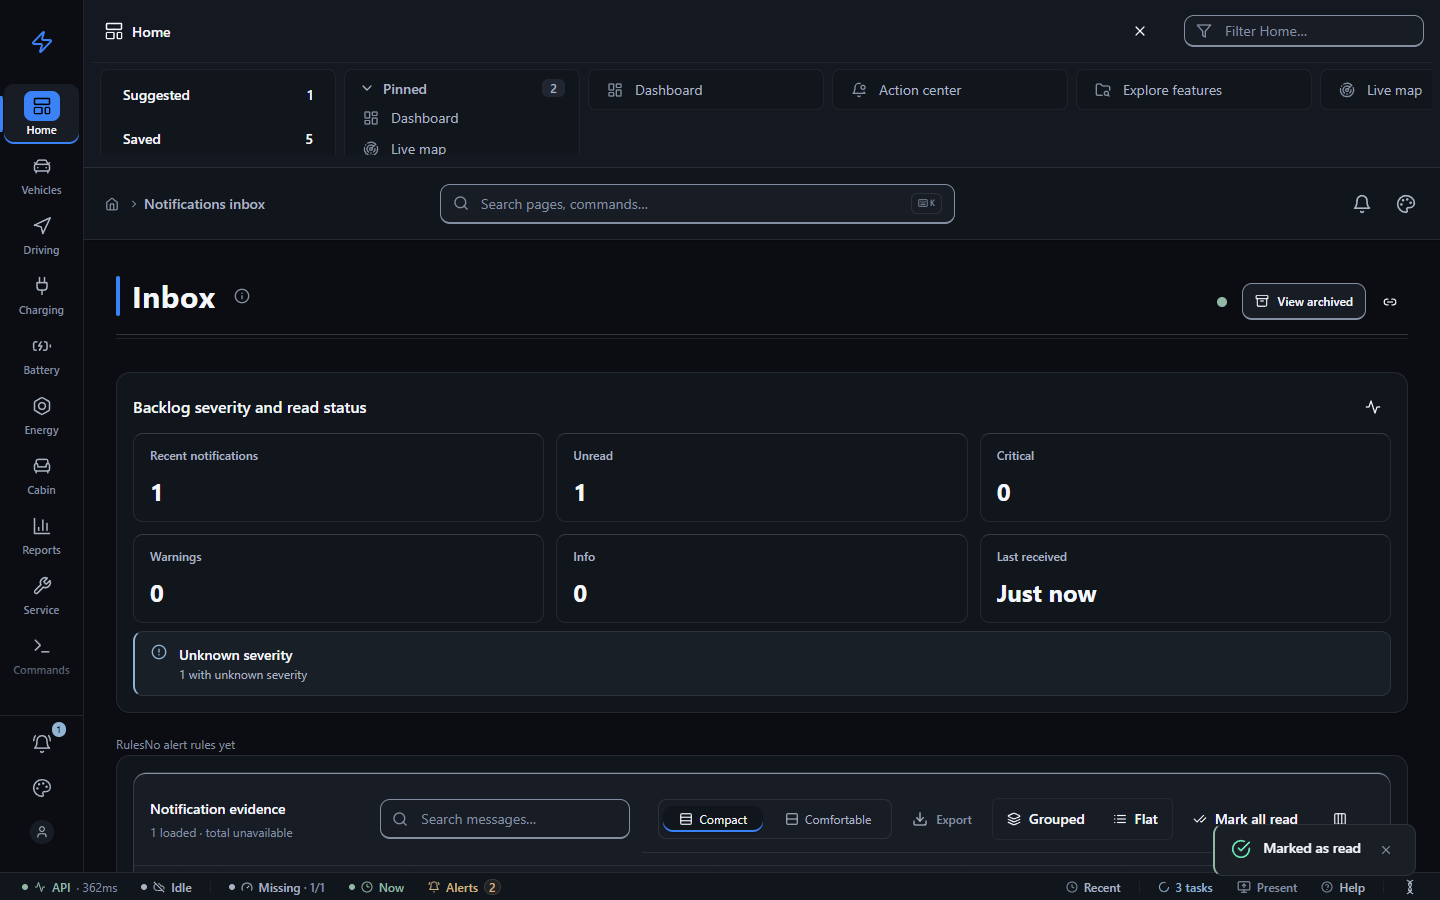 Home
Filter Home...
Suggested 1
Saved 5
Pinned 2
Dashboard
Live map
Dashboard
Action center
Explore features
Live map
Home
Vehicles
Driving
Charging
Battery
Energy
Cabin
Reports
Service
Commands
1
Notifications inbox
Search pages, commands...
K
Inbox
View archived
Backlog severity and read status
Recent notifications
1
Unread
1
Critical
0
Warnings
0
Info
0
Last received
Just now
Unknown severity
1 with unknown severity
RulesNo alert rules yet
Notification evidence
1 loaded · total unavailable
Search messages...
Compact
Comfortable
Export
Grouped
Flat
Mark all read
Marked as read
API · 362ms
Idle
Missing · 1/1
Now
Alerts 2
Recent
3 tasks
Present
Help